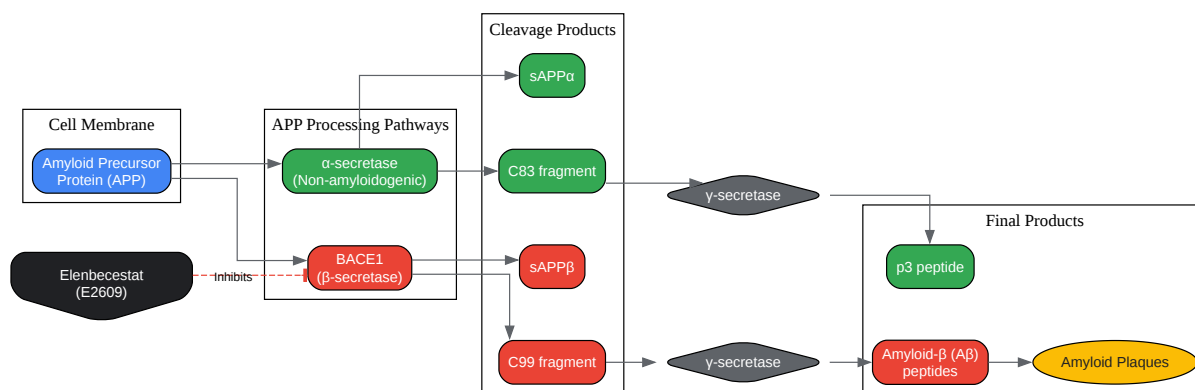 Cleavage Products
sAPPα
Cell Membrane
APP Processing Pathways
Amyloid Precursor
Protein (APP)
α-secretase
(Non-amyloidogenic)
C83 fragment
γ-secretase
Final Products
Elenbecestat
(E2609)
Inhibits
BACE1
(β-secretase)
sAPPβ
p3 peptide
C99 fragment
γ-secretase
Amyloid-β (Aβ)
peptides
Amyloid Plaques